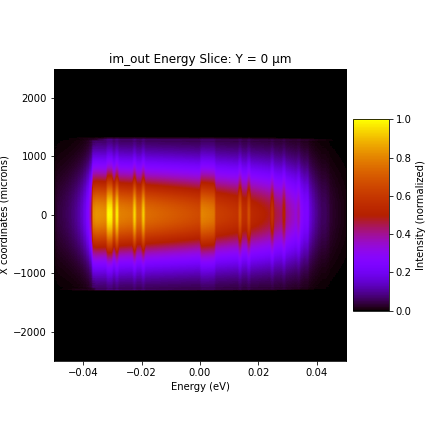 im_out Energy Slice: Y = 0 μm
X coordinates (microns)
2000
1000
0
−1000
−2000
−0.04 −0.02 0.00 0.02 0.04
Energy (eV)
1.0
0.8
0.6
0.4
0.2
0.0
Intensity (normalized)